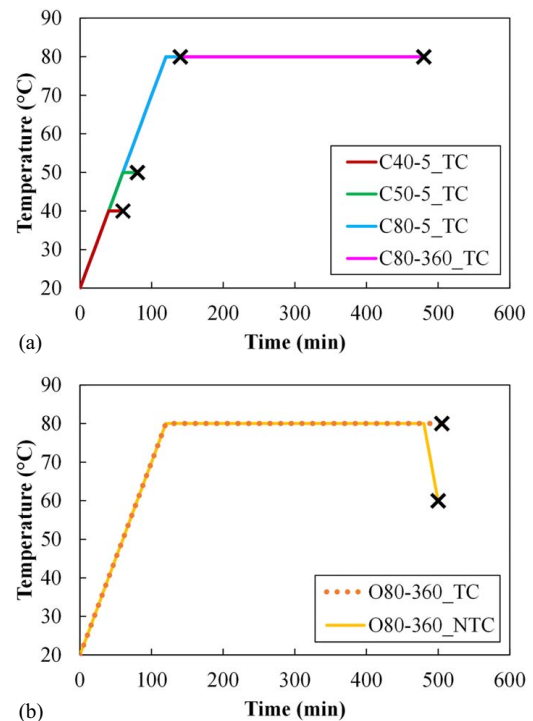 90
80
70
60
50
40
30
20
Temperature (°C)
C40-5_TC
C50-5_TC
C80-5_TC
C80-360_TC
0 100 200 300 400 500 600
(a) Time (min)
90
80
70
60
50
40
30
20
Temperature (°C)
O80-360_TC
O80-360_NTC
0 100 200 300 400 500 600
(b) Time (min)